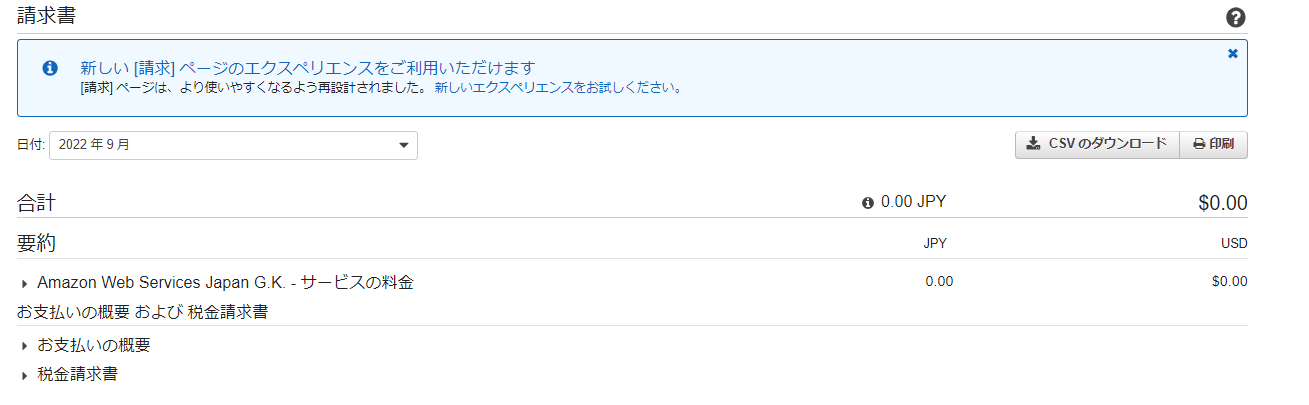 請求書
新しい [請求] ページのエクスペリエンスをご利用いただけます
[請求] ページは、より使いやすくなるよう再設計されました。 新しいエクスペリエンスをお試しください。
日付: 2022 年 9 月 CSV のダウンロード 印刷
合計 0.00 JPY $0.00
要約 JPY USD
Amazon Web Services Japan G.K. - サービスの料金 0.00 $0.00
お支払いの概要 および 税金請求書
お支払いの概要
税金請求書